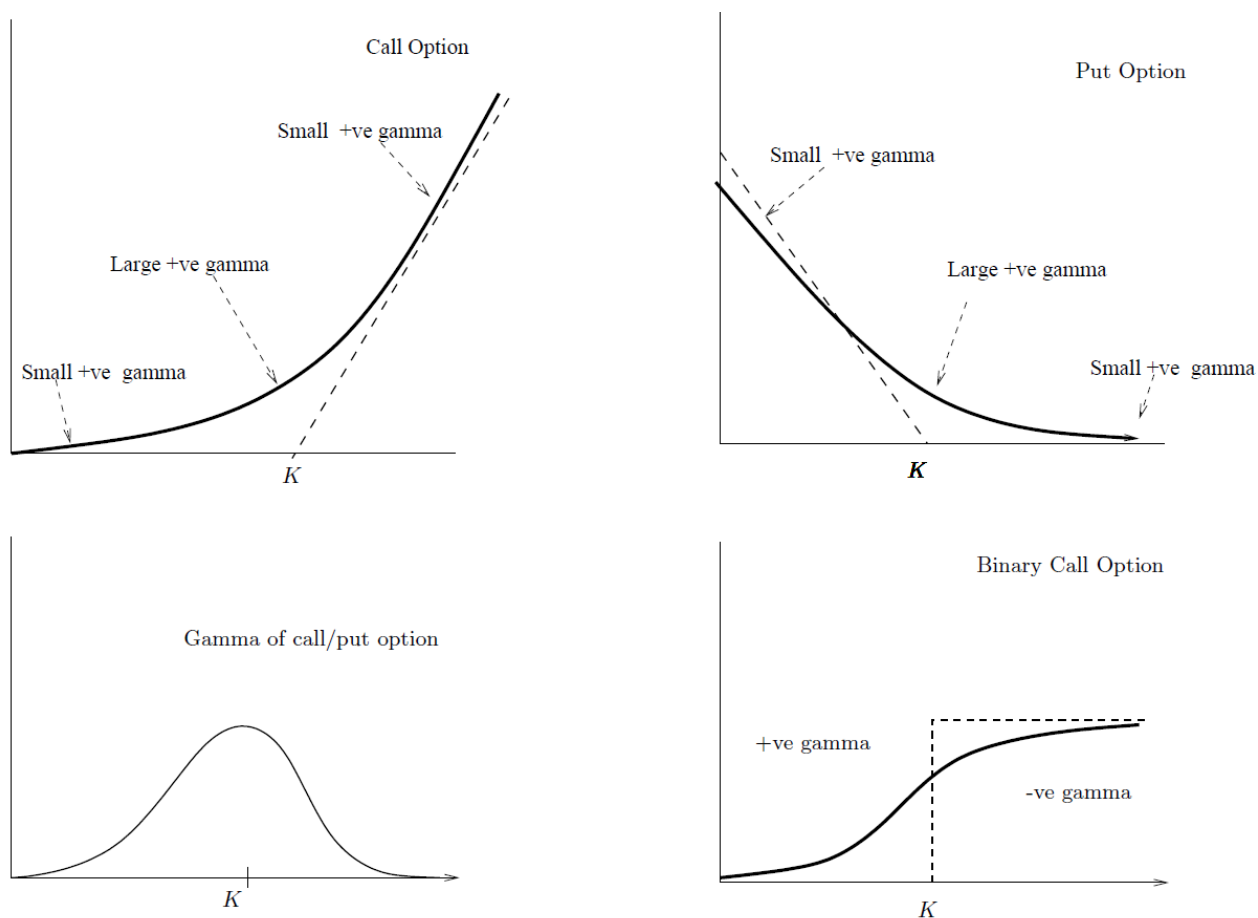 Call Option
Small +ve gamma
Large +ve gamma
Small +ve gamma
K
Put Option
Small +ve gamma
Large +ve gamma
Small +ve gamma
K
Gamma of call/put option
K
Binary Call Option
+ve gamma
-ve gamma
K